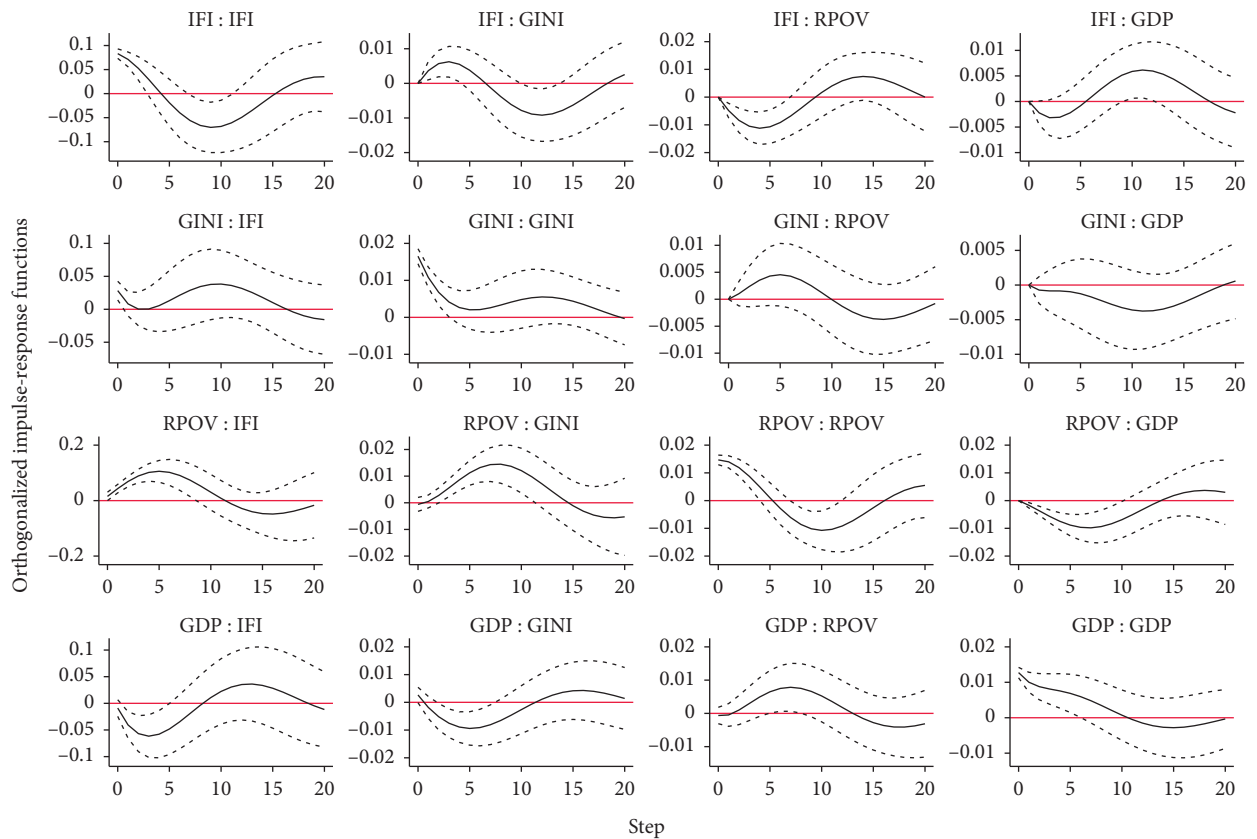 Orthogonalized impulse-response functions
IFI : IFI
0.1
0.05
0
−0.05
−0.1
0 5 10 15 20
IFI : GINI
0.01
0
−0.01
−0.02
0 5 10 15 20
IFI : RPOV
0.02
0.01
0
−0.01
−0.02
0 5 10 15 20
IFI : GDP
0.01
0.005
0
−0.005
−0.01
0 5 10 15 20
GINI : IFI
0.1
0.05
0
−0.05
0 5 10 15 20
GINI : GINI
0.02
0.01
0
−0.01
0 5 10 15 20
GINI : RPOV
0.01
0.005
0
−0.005
−0.01
0 5 10 15 20
GINI : GDP
0.005
0
−0.005
−0.01
0 5 10 15 20
RPOV : IFI
0.2
0
−0.2
0 5 10 15 20
RPOV : GINI
0.02
0.01
0
−0.01
−0.02
0 5 10 15 20
RPOV : RPOV
0.02
0.01
0
−0.01
−0.02
0 5 10 15 20
RPOV : GDP
0.02
0.01
0
−0.01
−0.02
0 5 10 15 20
GDP : IFI
0.1
0.05
0
−0.05
−0.1
0 5 10 15 20
GDP : GINI
0.02
0.01
0
−0.01
−0.02
0 5 10 15 20
GDP : RPOV
0.02
0.01
0
−0.01
0 5 10 15 20
GDP : GDP
0.02
0.01
0
−0.01
0 5 10 15 20
Step